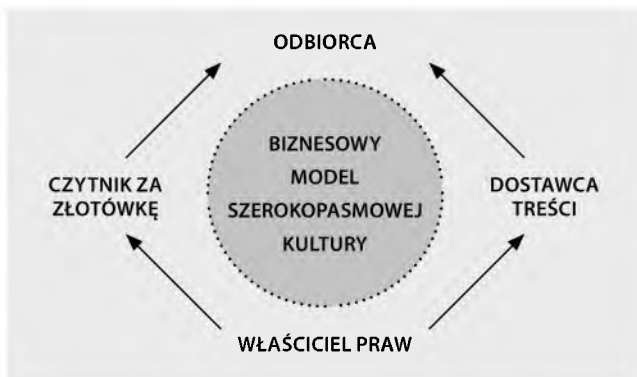 ODBIORCA
BIZNESOWY
MODEL
SZEROKOPASMOWEJ
KULTURY
CZYTNIK ZA
ZŁOTÓWKĘ
DOSTAWCA
TREŚCI
WŁAŚCICIEL PRAW